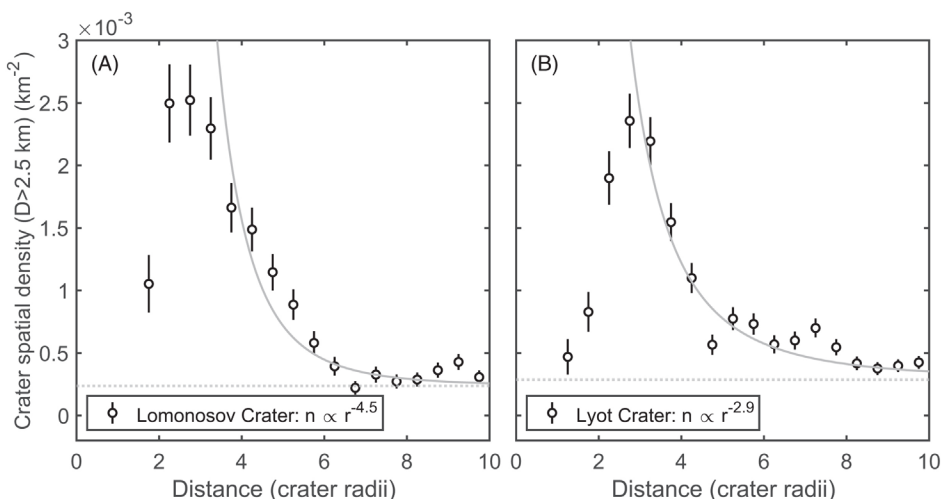 ×10⁻³
(A)
(B)
Crater spatial density (D>2.5 km) (km⁻²)
3
2.5
2
1.5
1
0.5
0
Lomonosov Crater: n ∝ r⁻⁴·⁵
Lyot Crater: n ∝ r⁻²·⁹
0 2 4 6 8 10
0 2 4 6 8 10
Distance (crater radii)
Distance (crater radii)